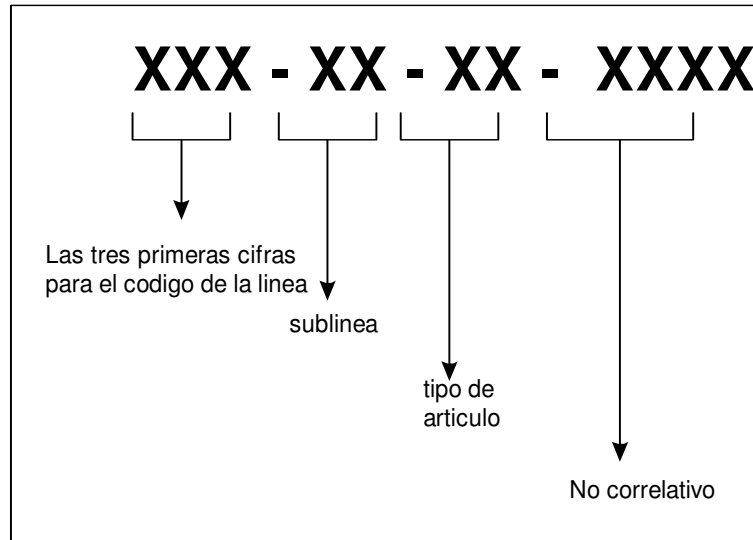 XXX - XX - XX - XXXX
Las tres primeras cifras
para el codigo de la linea
sublinea
tipo de
articulo
No correlativo